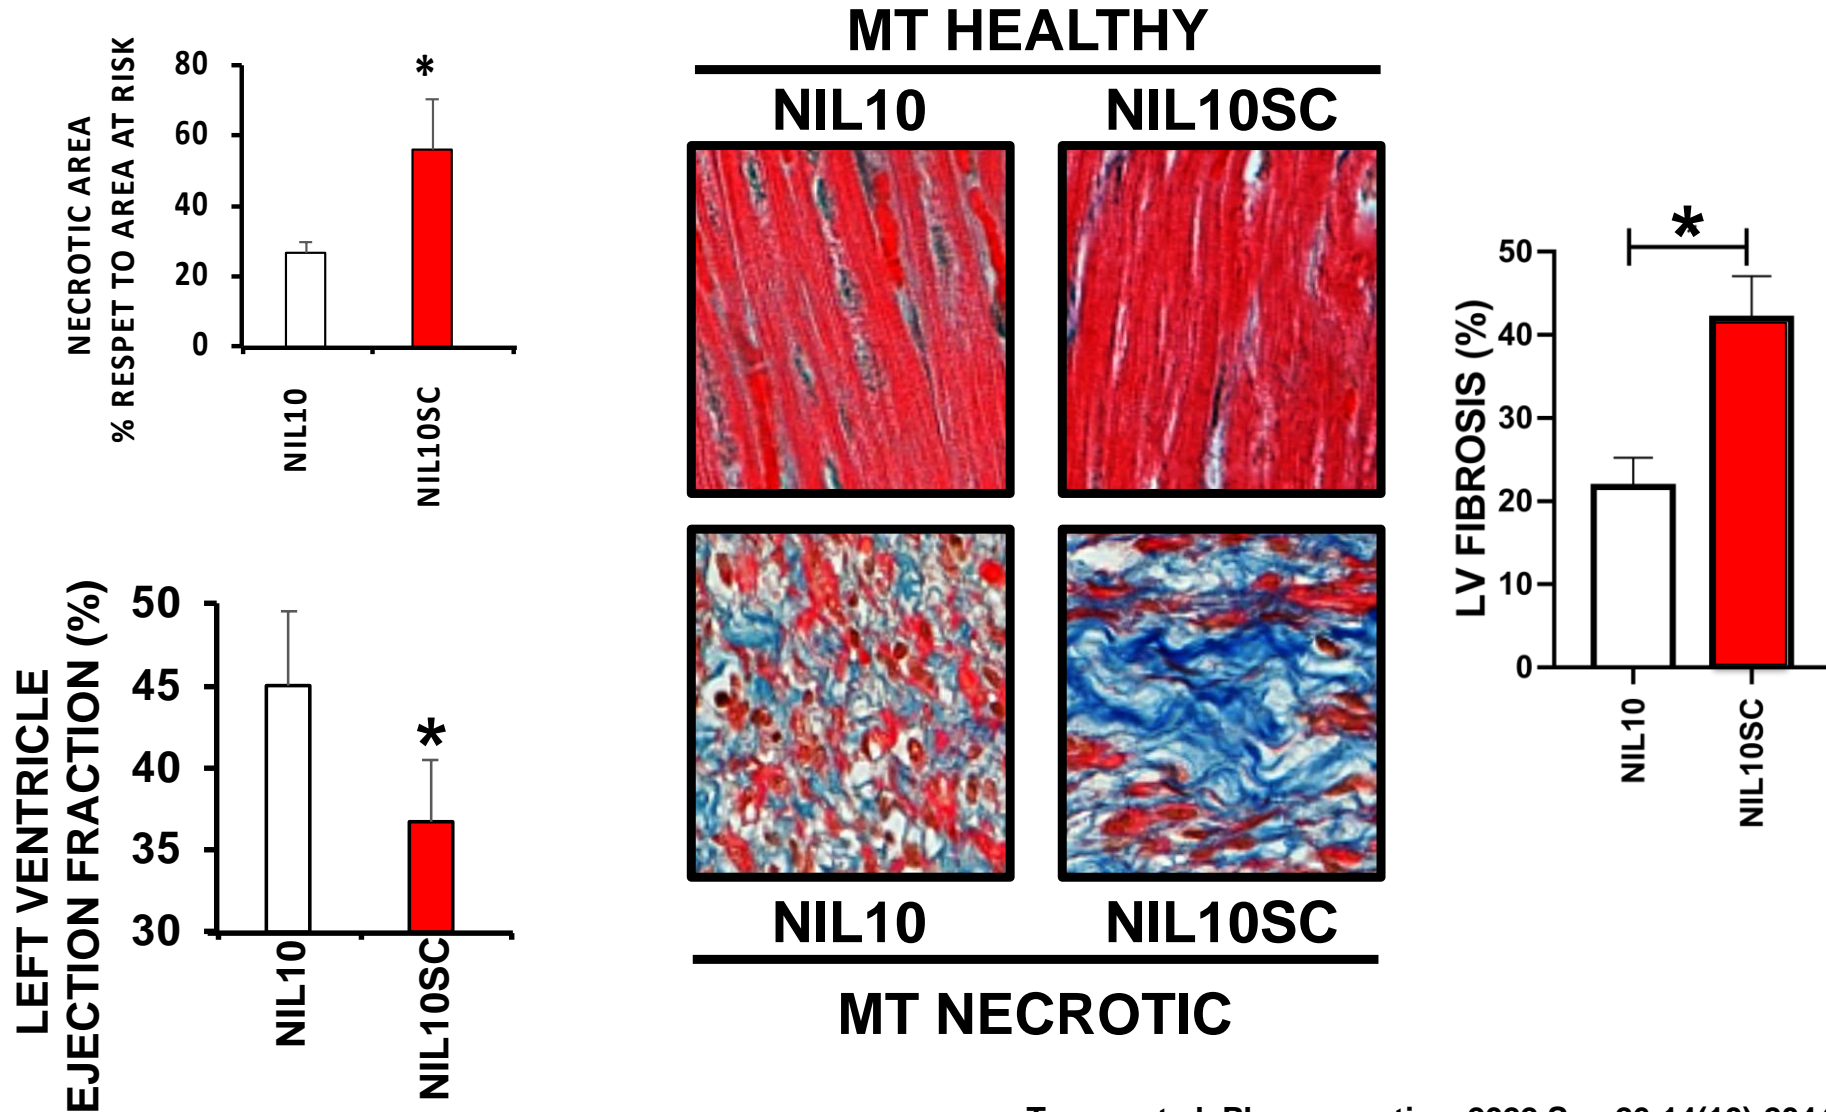 NECROTIC AREA
% RESPET TO AREA AT RISK
80
60
40
20
0
*
NIL10
NIL10SC
LEFT VENTRICLE
EJECTION FRACTION (%)
50
45
40
35
30
*
NIL10
NIL10SC
MT HEALTHY
NIL10 NIL10SC
NIL10 NIL10SC
MT NECROTIC
LV FIBROSIS (%)
50
40
30
20
10
0
*
NIL10
NIL10SC